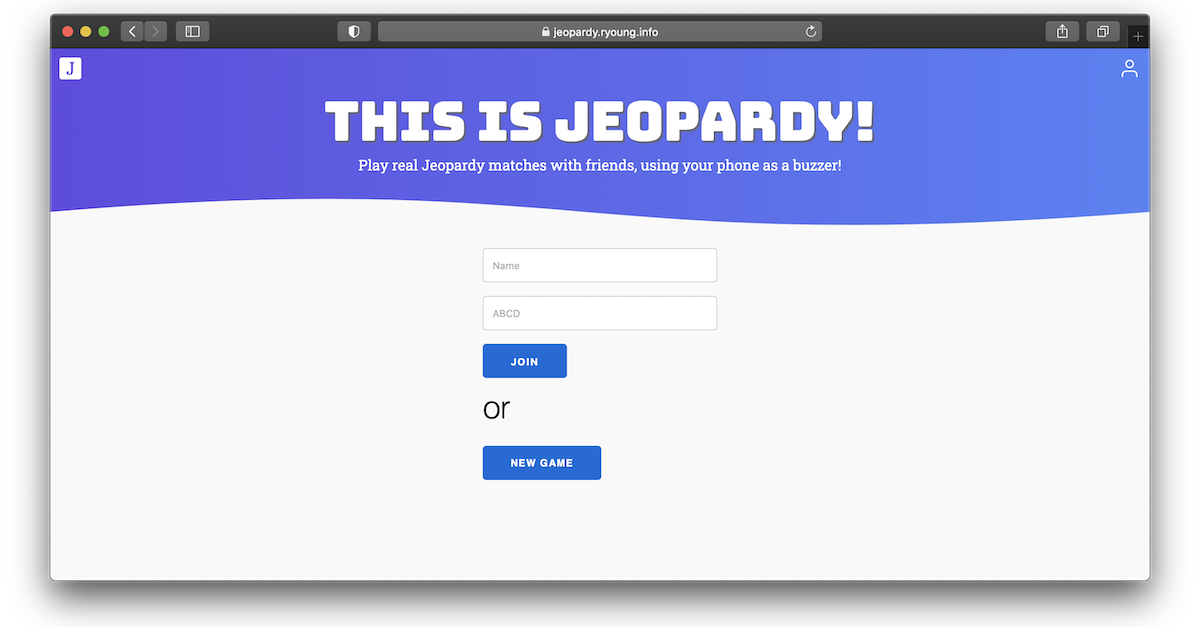 jeopardy.ryoung.info
J
THIS IS JEOPARDY!
Play real Jeopardy matches with friends, using your phone as a buzzer!
Name
ABCD
JOIN
or
NEW GAME